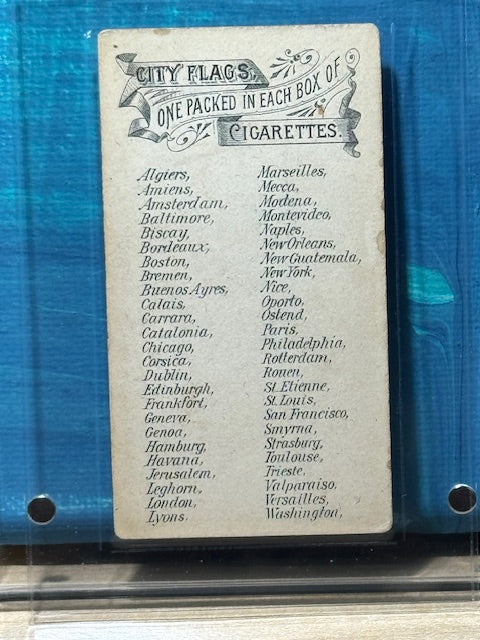 CITY FLAGS,
ONE PACKED IN EACH BOX OF
CIGARETTES.
Algiers,
Amiens,
Amsterdam,
Baltimore,
Biscay,
Bordeaux,
Boston,
Bremen,
Buenos Ayres,
Calais,
Carrara,
Catalonia,
Chicago,
Corsica,
Dublin,
Edinburgh,
Frankfort,
Geneva,
Genoa,
Hamburg,
Havana,
Jerusalem,
Leghorn,
London,
Lyons.
Marseilles,
Mecca,
Modena,
Montevideo,
Naples,
New Orleans,
New Guatemala,
New York,
Nice,
Oporto,
Ostend,
Paris,
Philadelphia,
Rotterdam,
Rouen,
St. Etienne,
St. Louis,
San Francisco,
Smyrna,
Strasburg,
Toulouse,
Trieste,
Valparaiso,
Versailles,
Washington,